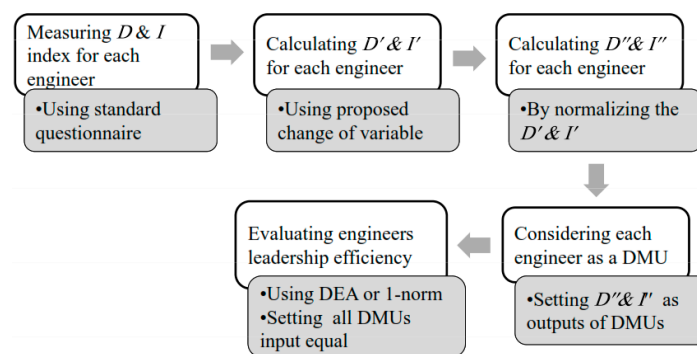 Measuring D & I
index for each
engineer
•Using standard
questionnaire
Calculating D′ & I′
for each engineer
•Using proposed
change of variable
Calculating D″ & I″
for each engineer
•By normalizing the
D′ & I′
Considering each
engineer as a DMU
•Setting D″& I″ as
outputs of DMUs
Evaluating engineers
leadership efficiency
•Using DEA or 1-norm
•Setting all DMUs
input equal